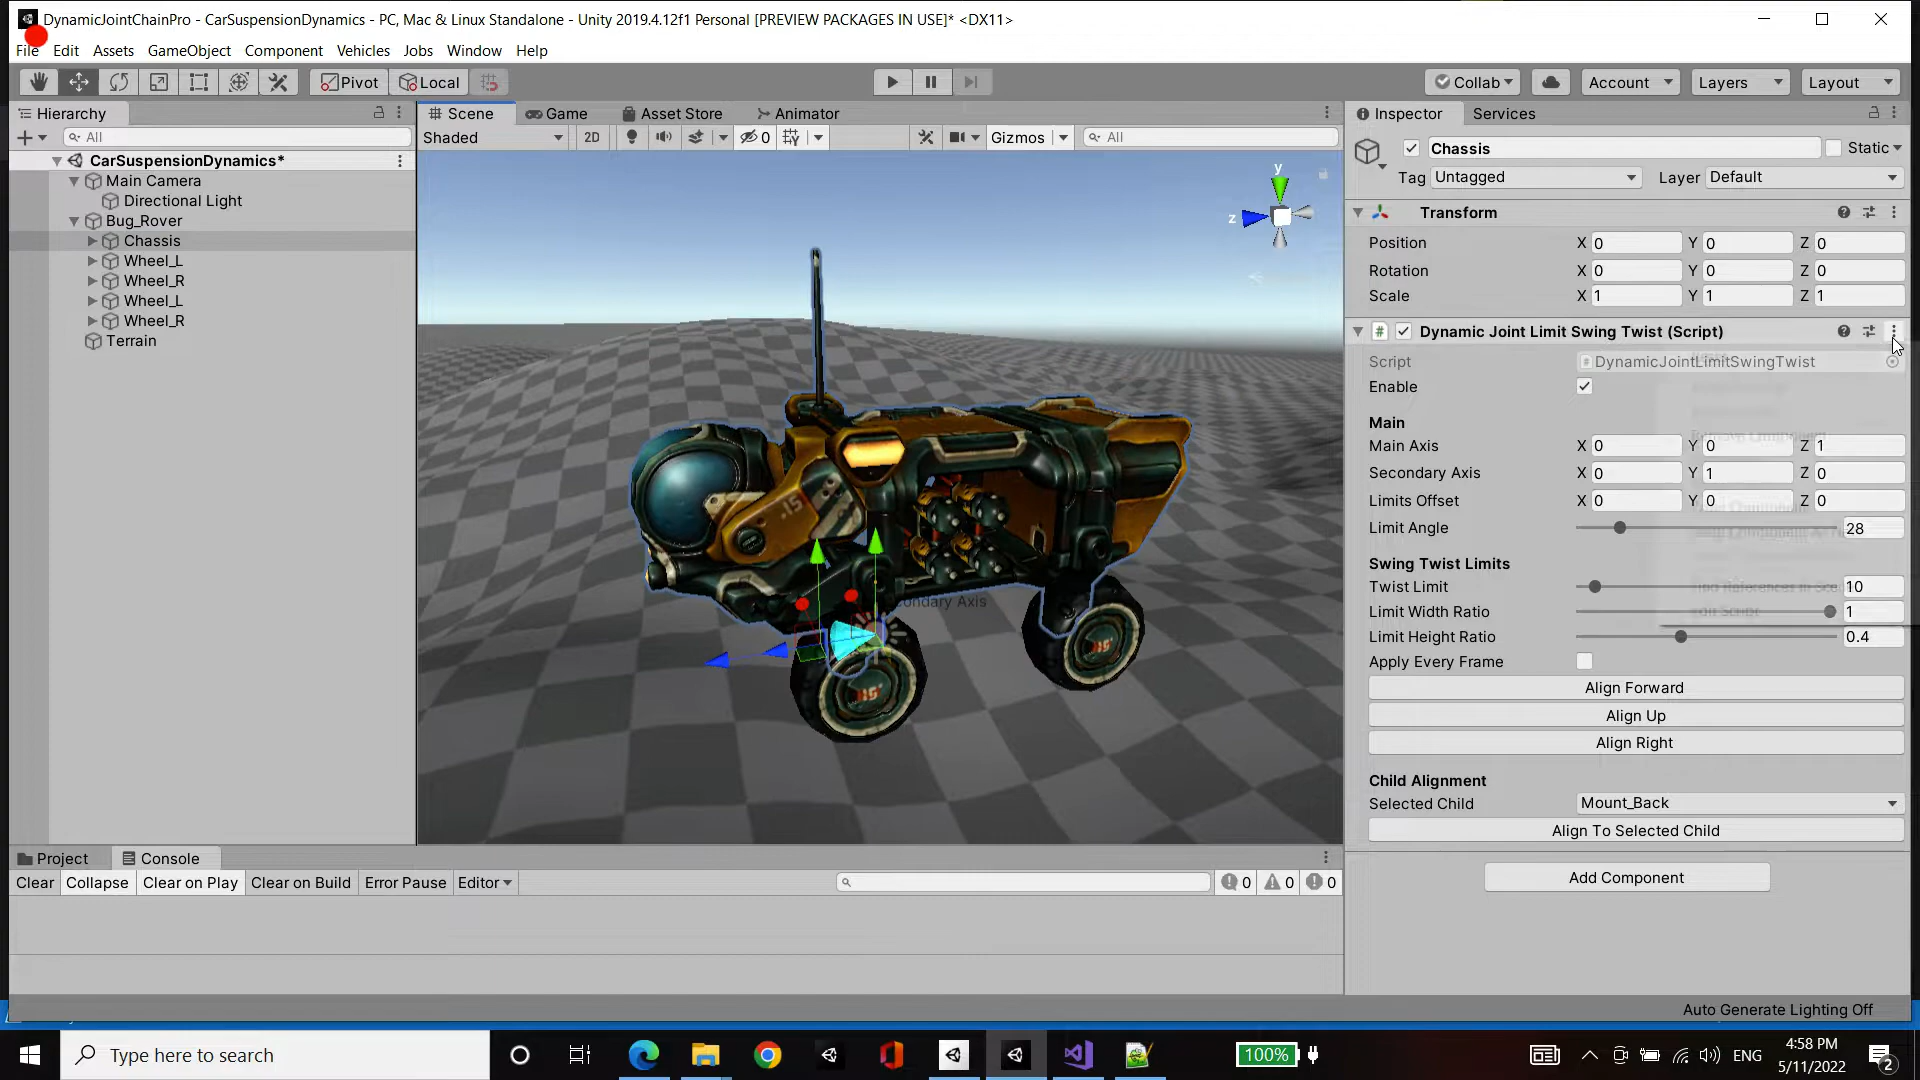 DynamicJointChainPro - CarSuspensionDynamics - PC, Mac & Linux Standalone - Unity 2019.4.12f1 Personal [PREVIEW PACKAGES IN USE]* <DX11>
File Edit Assets GameObject Component Vehicles Jobs Window Help
Pivot Local Collab Account Layers Layout
Hierarchy
All
CarSuspensionDynamics*
Main Camera
Directional Light
Bug_Rover
Chassis
Wheel_L
Wheel_R
Wheel_L
Wheel_R
Terrain
Scene Game Asset Store Animator
Shaded 2D 0 Gizmos All
y
z
Inspector Services
Chassis Static
Tag Untagged Layer Default
Transform
Position X 0 Y 0 Z 0
Rotation X 0 Y 0 Z 0
Scale X 1 Y 1 Z 1
# Dynamic Joint Limit Swing Twist (Script)
Script DynamicJointLimitSwingTwist
Enable
Main
Main Axis X 0 Y 0 Z 1
Secondary Axis X 0 Y 1 Z 0
Limits Offset X 0 Y 0 Z 0
Limit Angle 28
Swing Twist Limits
Twist Limit 10
Limit Width Ratio 1
Limit Height Ratio 0.4
Apply Every Frame
Align Forward
Align Up
Align Right
Child Alignment
Selected Child Mount_Back
Align To Selected Child
Add Component
Project Console
Clear Collapse Clear on Play Clear on Build Error Pause Editor 0 0 0
Auto Generate Lighting Off
Type here to search
100%
ENG
4:58 PM
5/11/2022
2